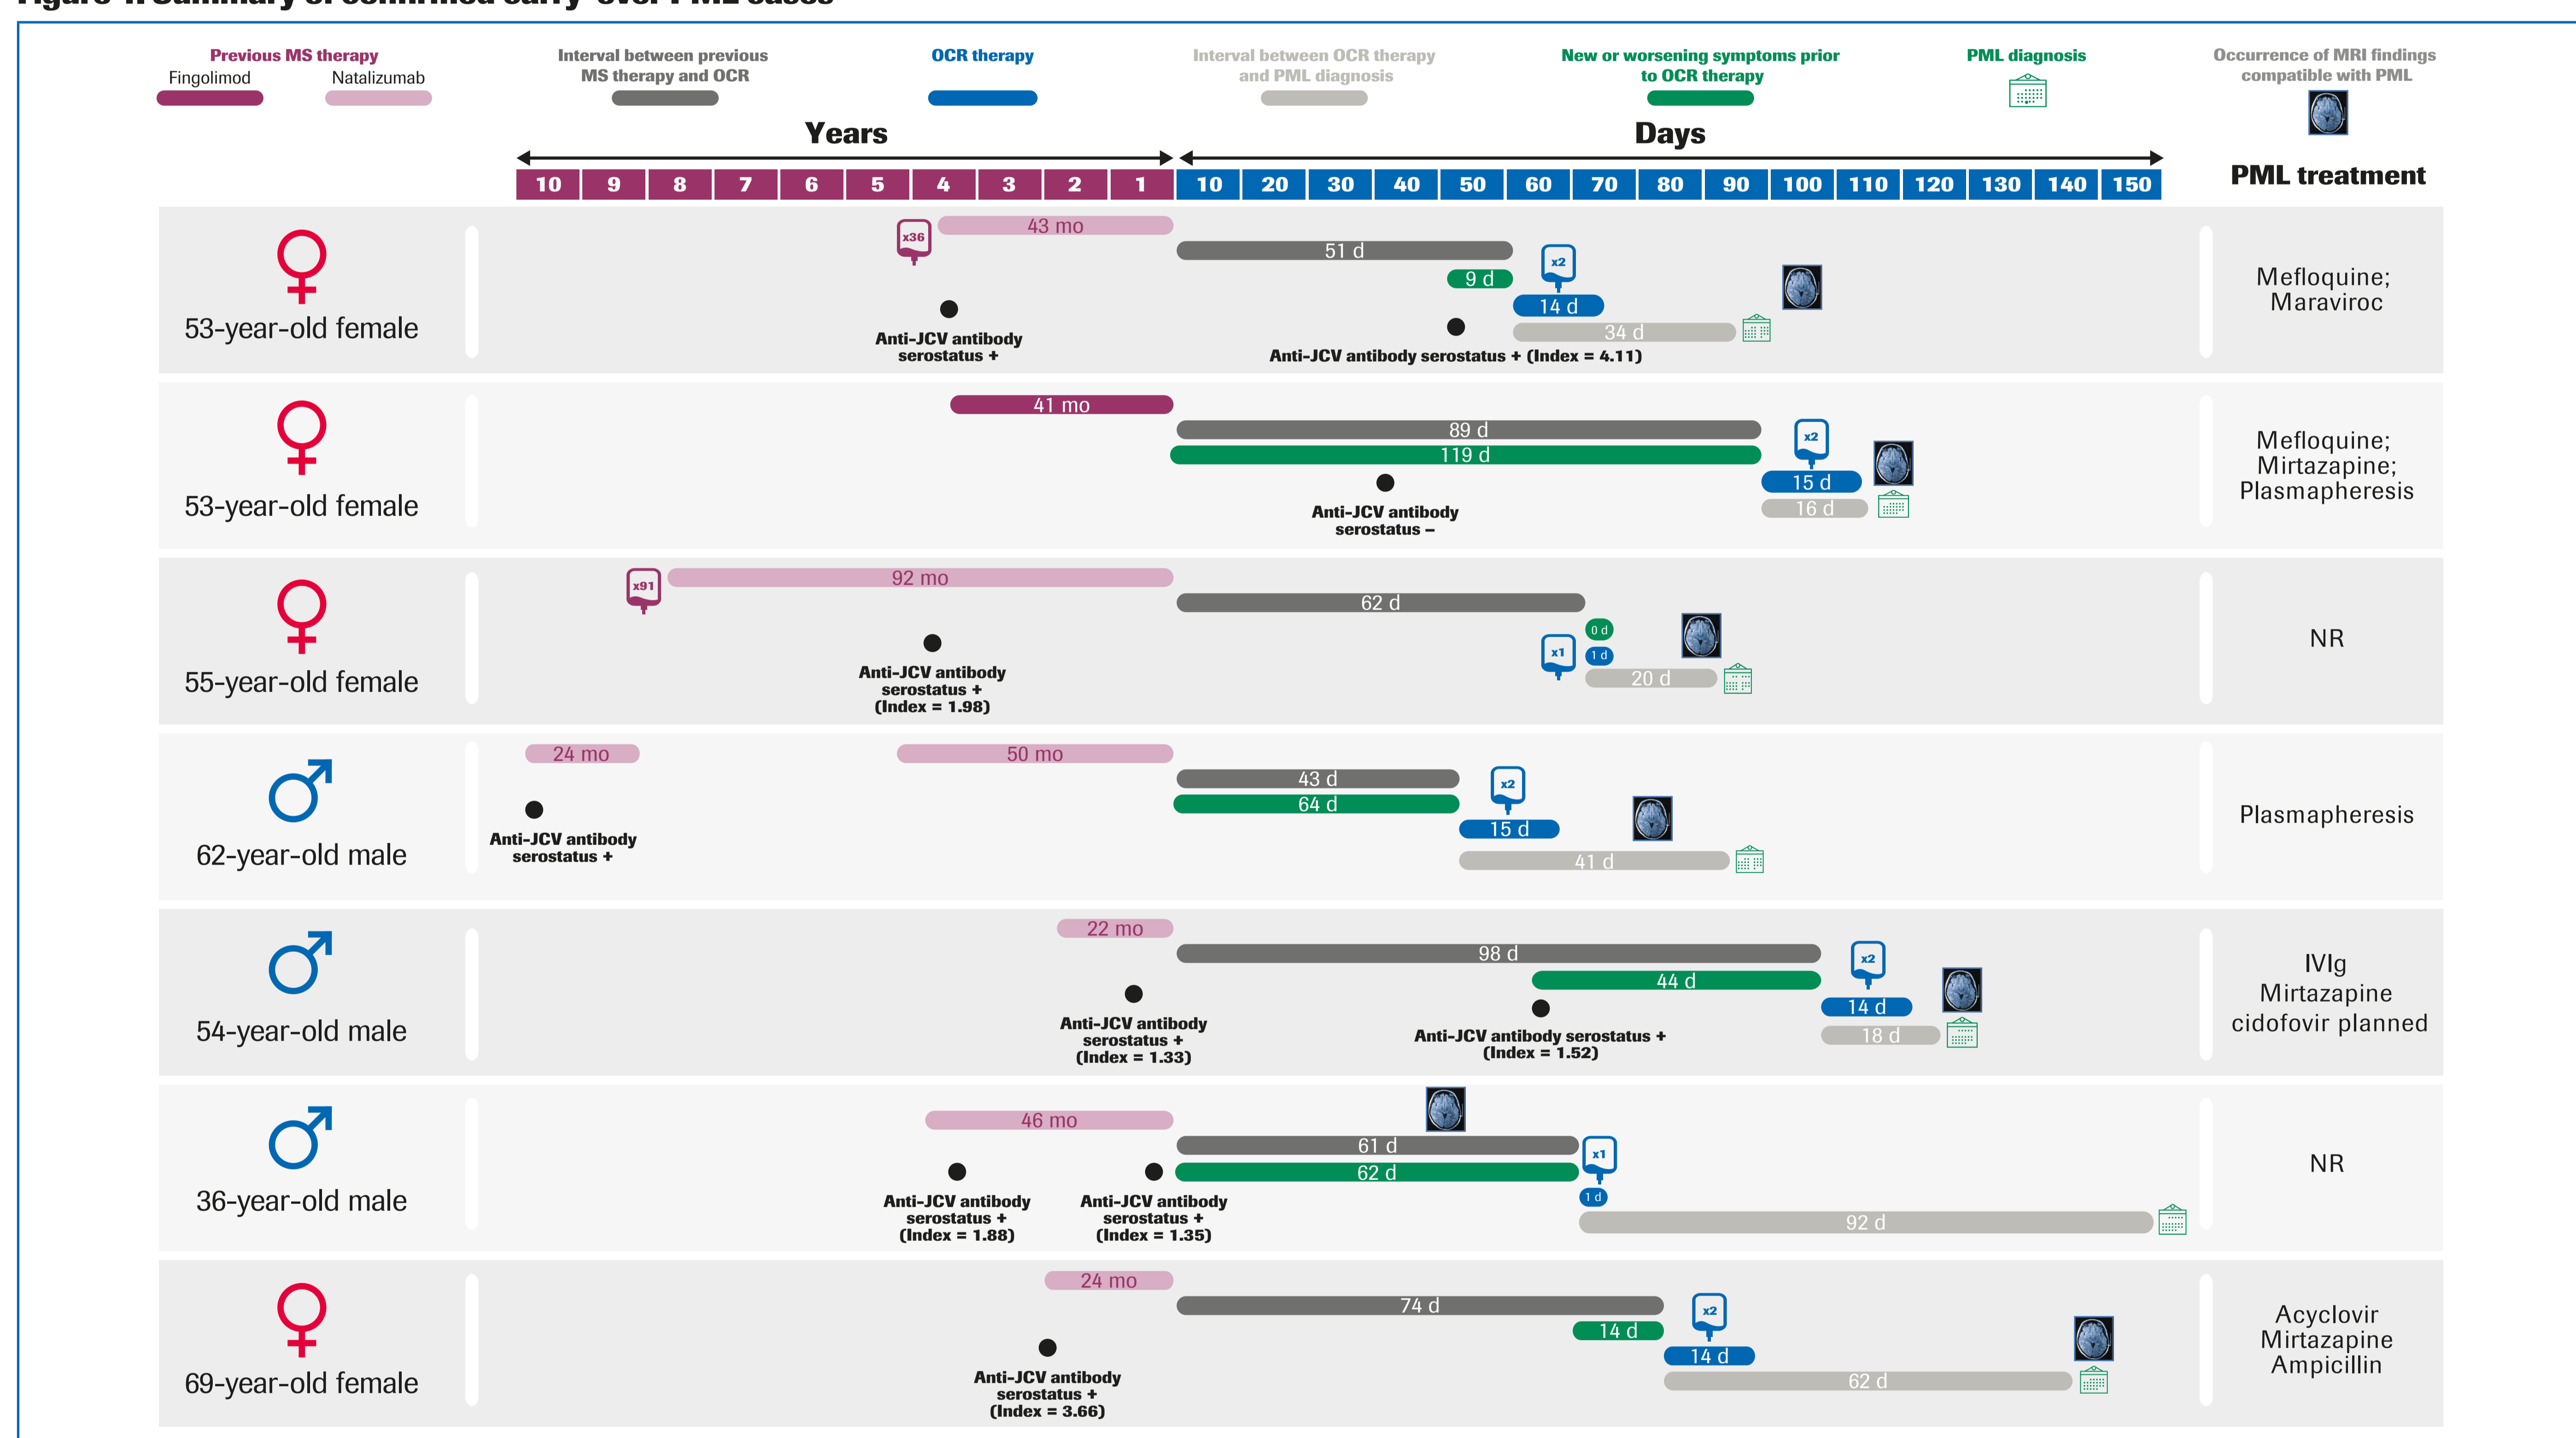 Figure 1. Summary of confirmed carry-over PML cases
Previous MS therapy
Fingolimod
Natalizumab
Interval between previous
MS therapy and OCR
OCR therapy
Interval between OCR therapy
and PML diagnosis
New or worsening symptoms prior
to OCR therapy
PML diagnosis
Occurrence of MRI findings
compatible with PML
Years
Days
10 9 8 7 6 5 4 3 2 1 10 20 30 40 50 60 70 80 90 100 110 120 130 140 150
PML treatment
53-year-old female
x36
43 mo
51 d
9 d
x2
14 d
34 d
Anti-JCV antibody
serostatus +
Anti-JCV antibody serostatus + (Index = 4.11)
Mefloquine;
Maraviroc
53-year-old female
41 mo
89 d
119 d
x2
15 d
16 d
Anti-JCV antibody
serostatus –
Mefloquine;
Mirtazapine;
Plasmapheresis
55-year-old female
x91
92 mo
62 d
0 d
x1
1 d
20 d
Anti-JCV antibody
serostatus +
(Index = 1.98)
NR
62-year-old male
24 mo
50 mo
43 d
64 d
x2
15 d
41 d
Anti-JCV antibody
serostatus +
Plasmapheresis
54-year-old male
22 mo
98 d
44 d
x2
14 d
18 d
Anti-JCV antibody
serostatus +
(Index = 1.33)
Anti-JCV antibody serostatus +
(Index = 1.52)
IVIg
Mirtazapine
cidofovir planned
36-year-old male
46 mo
61 d
62 d
x1
1 d
92 d
Anti-JCV antibody
serostatus +
(Index = 1.88)
Anti-JCV antibody
serostatus +
(Index = 1.35)
NR
69-year-old female
24 mo
74 d
14 d
x2
14 d
62 d
Anti-JCV antibody
serostatus +
(Index = 3.66)
Acyclovir
Mirtazapine
Ampicillin